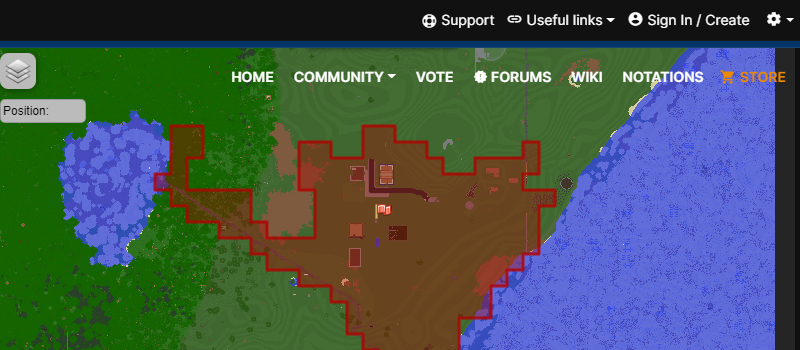 Support Useful links Sign In / Create
HOME COMMUNITY VOTE FORUMS WIKI NOTATIONS STORE
Position: